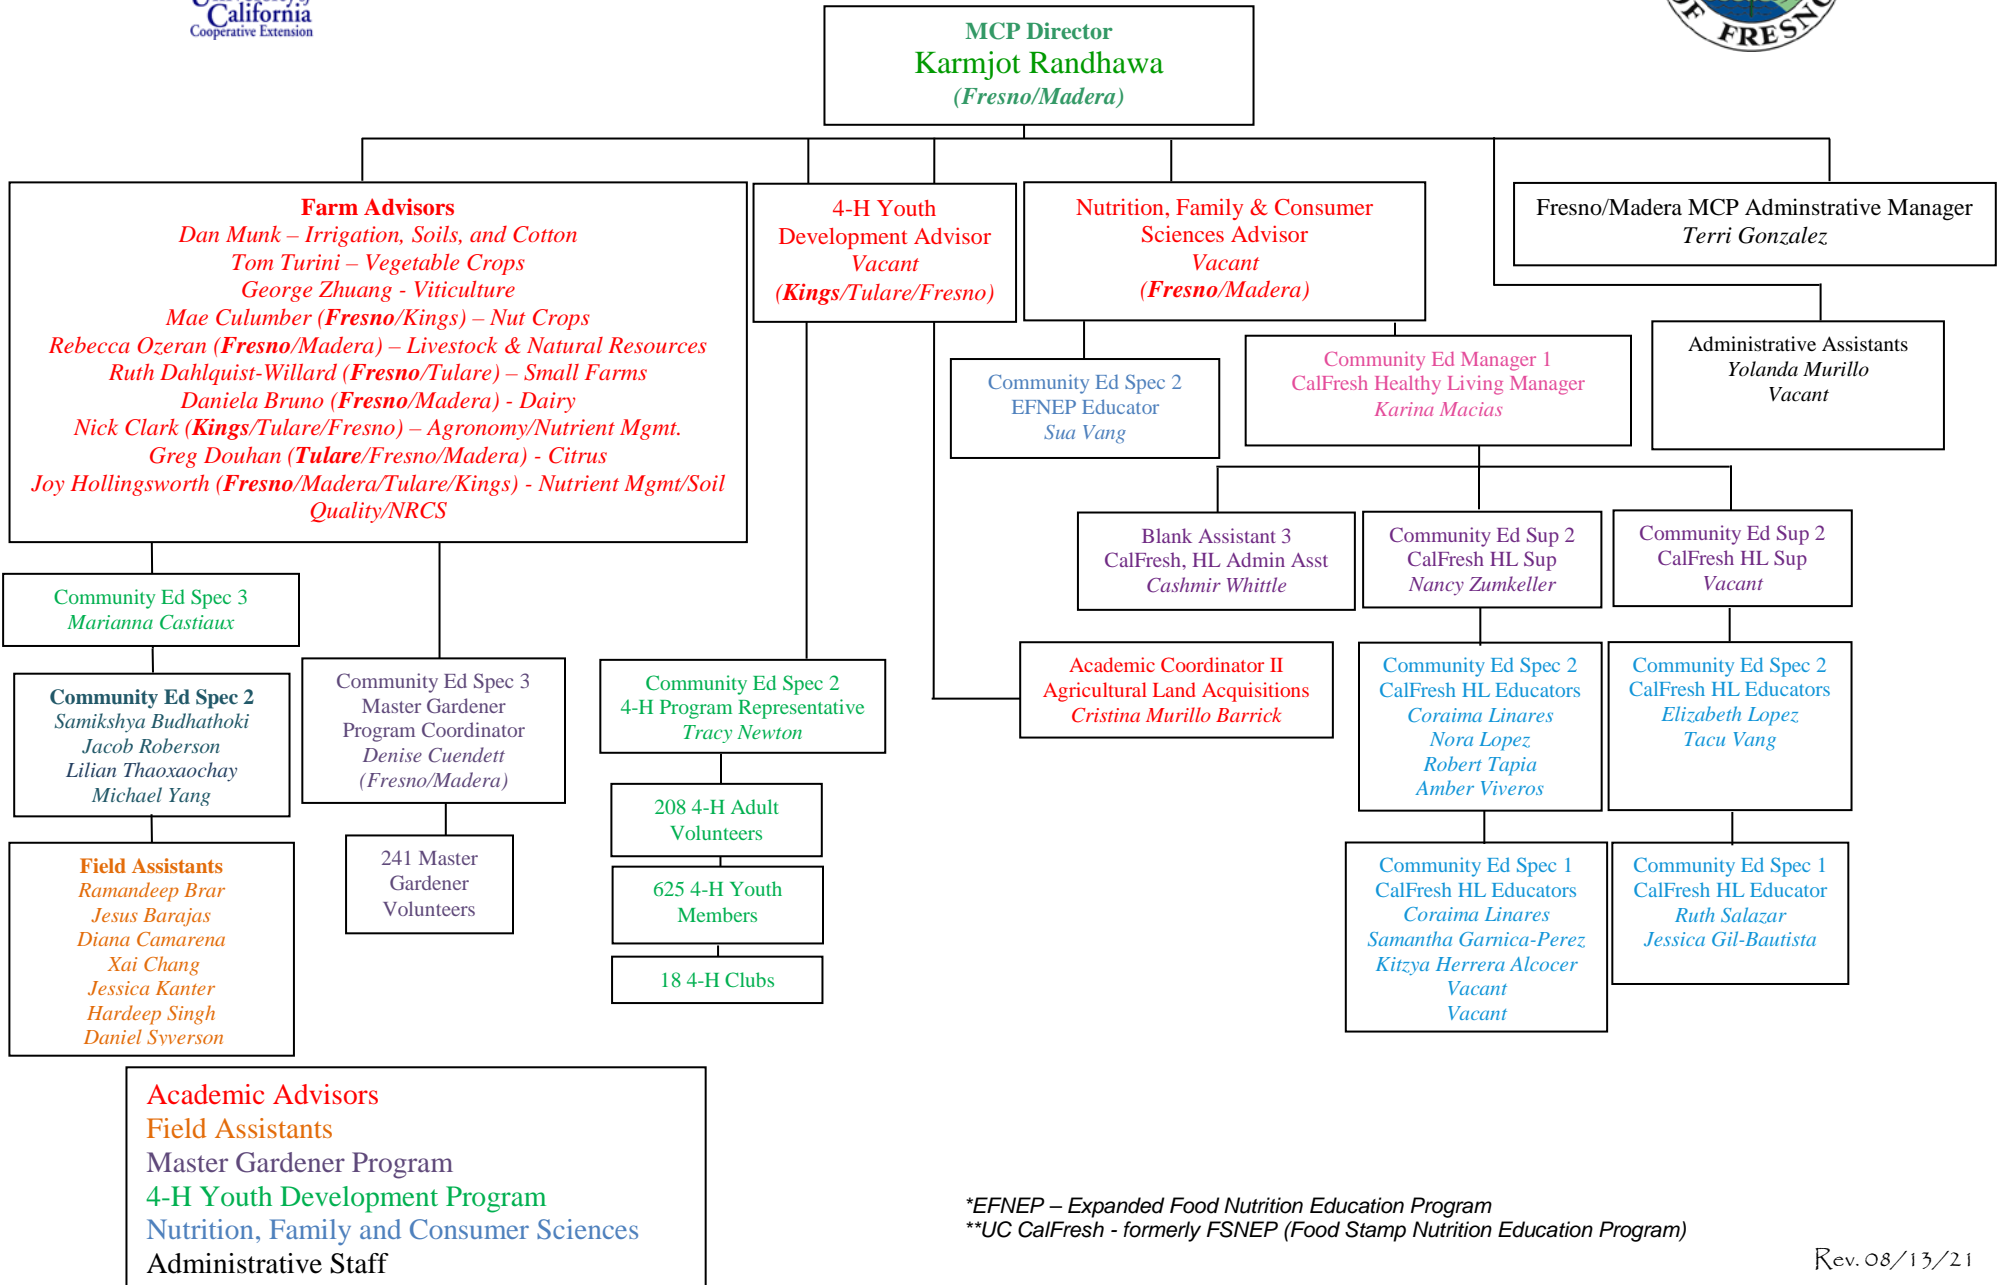 University of
California
Cooperative Extension
OF FRESNO
MCP Director
Karmjot Randhawa
(Fresno/Madera)
Farm Advisors
Dan Munk – Irrigation, Soils, and Cotton
Tom Turini – Vegetable Crops
George Zhuang - Viticulture
Mae Culumber (Fresno/Kings) – Nut Crops
Rebecca Ozeran (Fresno/Madera) – Livestock & Natural Resources
Ruth Dahlquist-Willard (Fresno/Tulare) – Small Farms
Daniela Bruno (Fresno/Madera) - Dairy
Nick Clark (Kings/Tulare/Fresno) – Agronomy/Nutrient Mgmt.
Greg Douhan (Tulare/Fresno/Madera) - Citrus
Joy Hollingsworth (Fresno/Madera/Tulare/Kings) - Nutrient Mgmt/Soil
Quality/NRCS
4-H Youth
Development Advisor
Vacant
(Kings/Tulare/Fresno)
Nutrition, Family & Consumer
Sciences Advisor
Vacant
(Fresno/Madera)
Fresno/Madera MCP Adminstrative Manager
Terri Gonzalez
Administrative Assistants
Yolanda Murillo
Vacant
Community Ed Spec 2
EFNEP Educator
Sua Vang
Community Ed Manager 1
CalFresh Healthy Living Manager
Karina Macias
Blank Assistant 3
CalFresh, HL Admin Asst
Cashmir Whittle
Community Ed Sup 2
CalFresh HL Sup
Nancy Zumkeller
Community Ed Sup 2
CalFresh HL Sup
Vacant
Community Ed Spec 3
Marianna Castiaux
Community Ed Spec 2
Samikshya Budhathoki
Jacob Roberson
Lilian Thaoxaochay
Michael Yang
Field Assistants
Ramandeep Brar
Jesus Barajas
Diana Camarena
Xai Chang
Jessica Kanter
Hardeep Singh
Daniel Syverson
Community Ed Spec 3
Master Gardener
Program Coordinator
Denise Cuendett
(Fresno/Madera)
241 Master
Gardener
Volunteers
Community Ed Spec 2
4-H Program Representative
Tracy Newton
208 4-H Adult
Volunteers
625 4-H Youth
Members
18 4-H Clubs
Academic Coordinator II
Agricultural Land Acquisitions
Cristina Murillo Barrick
Community Ed Spec 2
CalFresh HL Educators
Coraima Linares
Nora Lopez
Robert Tapia
Amber Viveros
Community Ed Spec 2
CalFresh HL Educators
Elizabeth Lopez
Tacu Vang
Community Ed Spec 1
CalFresh HL Educators
Coraima Linares
Samantha Garnica-Perez
Kitzya Herrera Alcocer
Vacant
Vacant
Community Ed Spec 1
CalFresh HL Educator
Ruth Salazar
Jessica Gil-Bautista
Academic Advisors
Field Assistants
Master Gardener Program
4-H Youth Development Program
Nutrition, Family and Consumer Sciences
Administrative Staff
*EFNEP – Expanded Food Nutrition Education Program
**UC CalFresh - formerly FSNEP (Food Stamp Nutrition Education Program)
Rev. 08/13/21